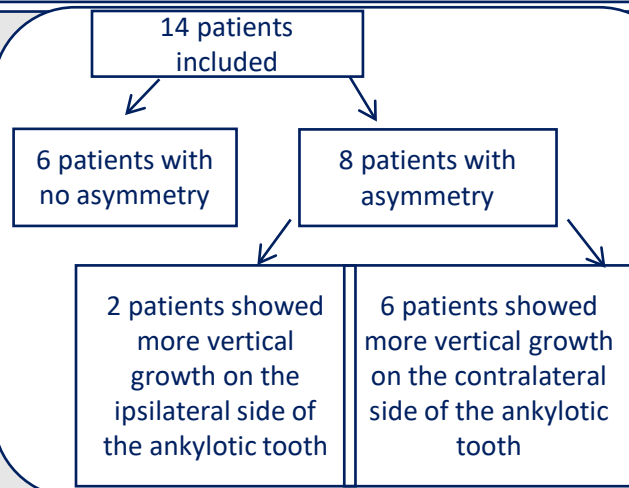 14 patients
included
6 patients with
no asymmetry
8 patients with
asymmetry
2 patients showed
more vertical
growth on the
ipsilateral side of
the ankylotic tooth
6 patients showed
more vertical growth
on the contralateral
side of the ankylotic
tooth